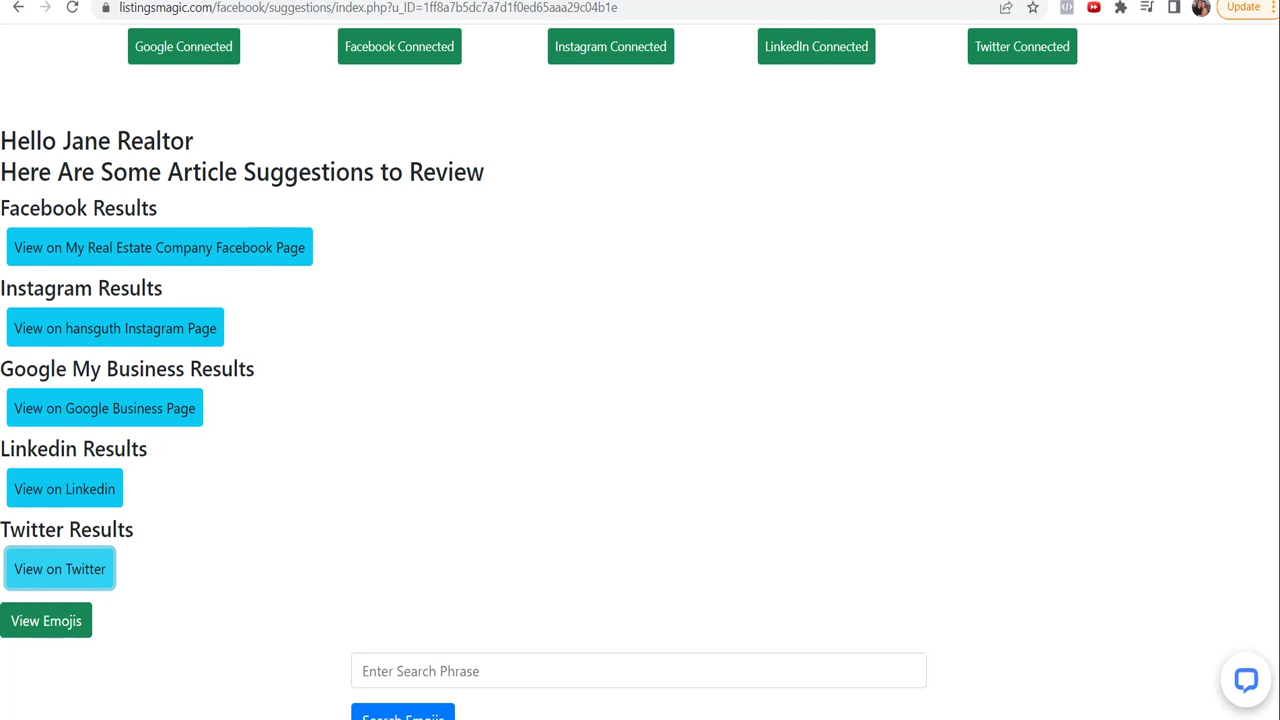 listingsmagic.com/facebook/suggestions/index.php?u_ID=1ff8a7b5dc7a7d1f0ed65aaa29c04b1e
Update
Google Connected
Facebook Connected
Instagram Connected
LinkedIn Connected
Twitter Connected
Hello Jane Realtor
Here Are Some Article Suggestions to Review
Facebook Results
View on My Real Estate Company Facebook Page
Instagram Results
View on hansguth Instagram Page
Google My Business Results
View on Google Business Page
Linkedin Results
View on Linkedin
Twitter Results
View on Twitter
View Emojis
Enter Search Phrase
Search Emojis